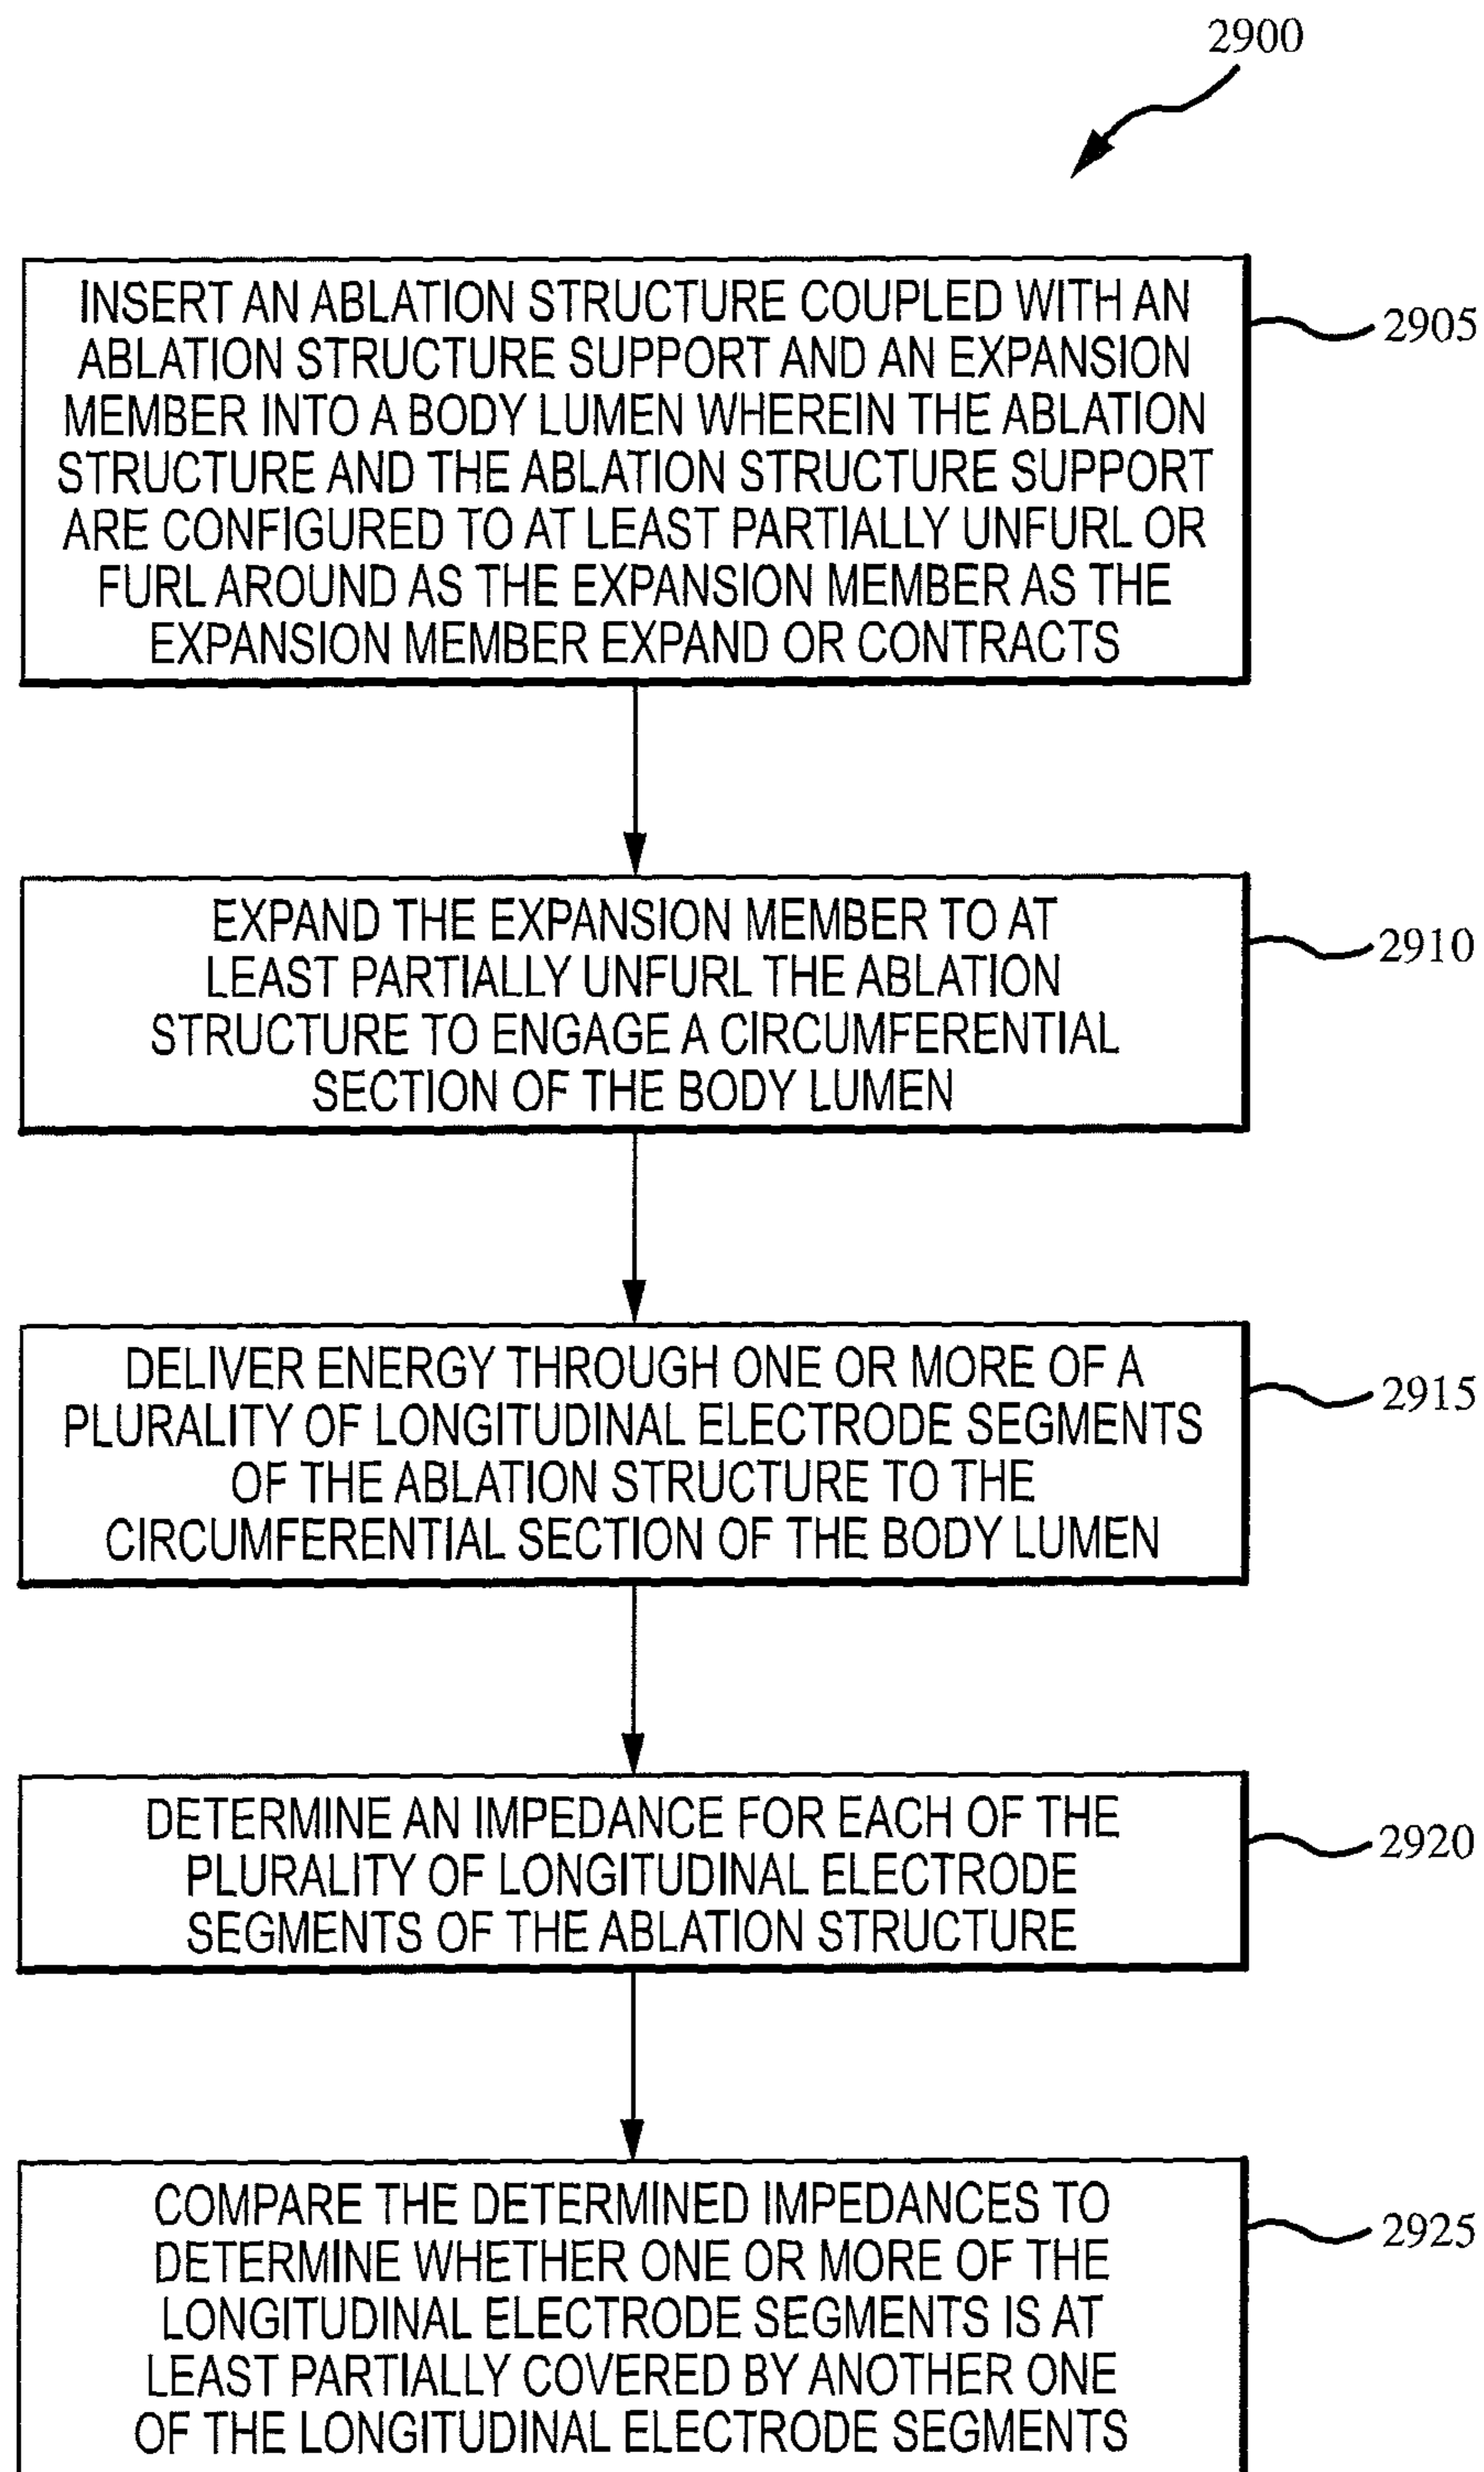 2900
INSERT AN ABLATION STRUCTURE COUPLED WITH AN
ABLATION STRUCTURE SUPPORT AND AN EXPANSION
MEMBER INTO A BODY LUMEN WHEREIN THE ABLATION
STRUCTURE AND THE ABLATION STRUCTURE SUPPORT
ARE CONFIGURED TO AT LEAST PARTIALLY UNFURL OR
FURL AROUND AS THE EXPANSION MEMBER AS THE
EXPANSION MEMBER EXPAND OR CONTRACTS
2905
EXPAND THE EXPANSION MEMBER TO AT
LEAST PARTIALLY UNFURL THE ABLATION
STRUCTURE TO ENGAGE A CIRCUMFERENTIAL
SECTION OF THE BODY LUMEN
2910
DELIVER ENERGY THROUGH ONE OR MORE OF A
PLURALITY OF LONGITUDINAL ELECTRODE SEGMENTS
OF THE ABLATION STRUCTURE TO THE
CIRCUMFERENTIAL SECTION OF THE BODY LUMEN
2915
DETERMINE AN IMPEDANCE FOR EACH OF THE
PLURALITY OF LONGITUDINAL ELECTRODE
SEGMENTS OF THE ABLATION STRUCTURE
2920
COMPARE THE DETERMINED IMPEDANCES TO
DETERMINE WHETHER ONE OR MORE OF THE
LONGITUDINAL ELECTRODE SEGMENTS IS AT
LEAST PARTIALLY COVERED BY ANOTHER ONE
OF THE LONGITUDINAL ELECTRODE SEGMENTS
2925